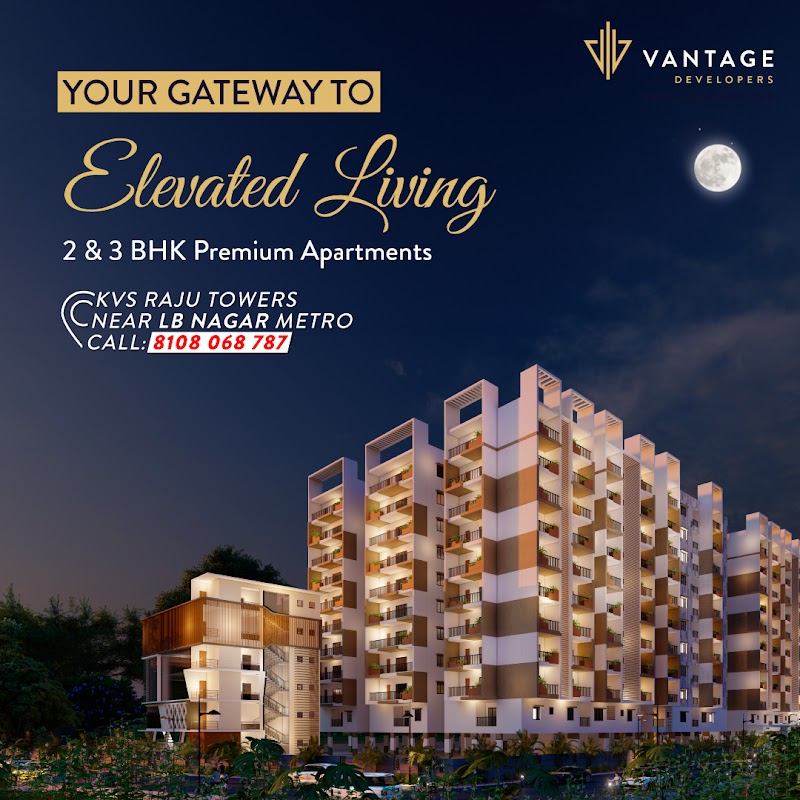 VANTAGE
DEVELOPERS
YOUR GATEWAY TO
Elevated Living
2 & 3 BHK Premium Apartments
KVS RAJU TOWERS
NEAR LB NAGAR METRO
CALL: 8108 068 787